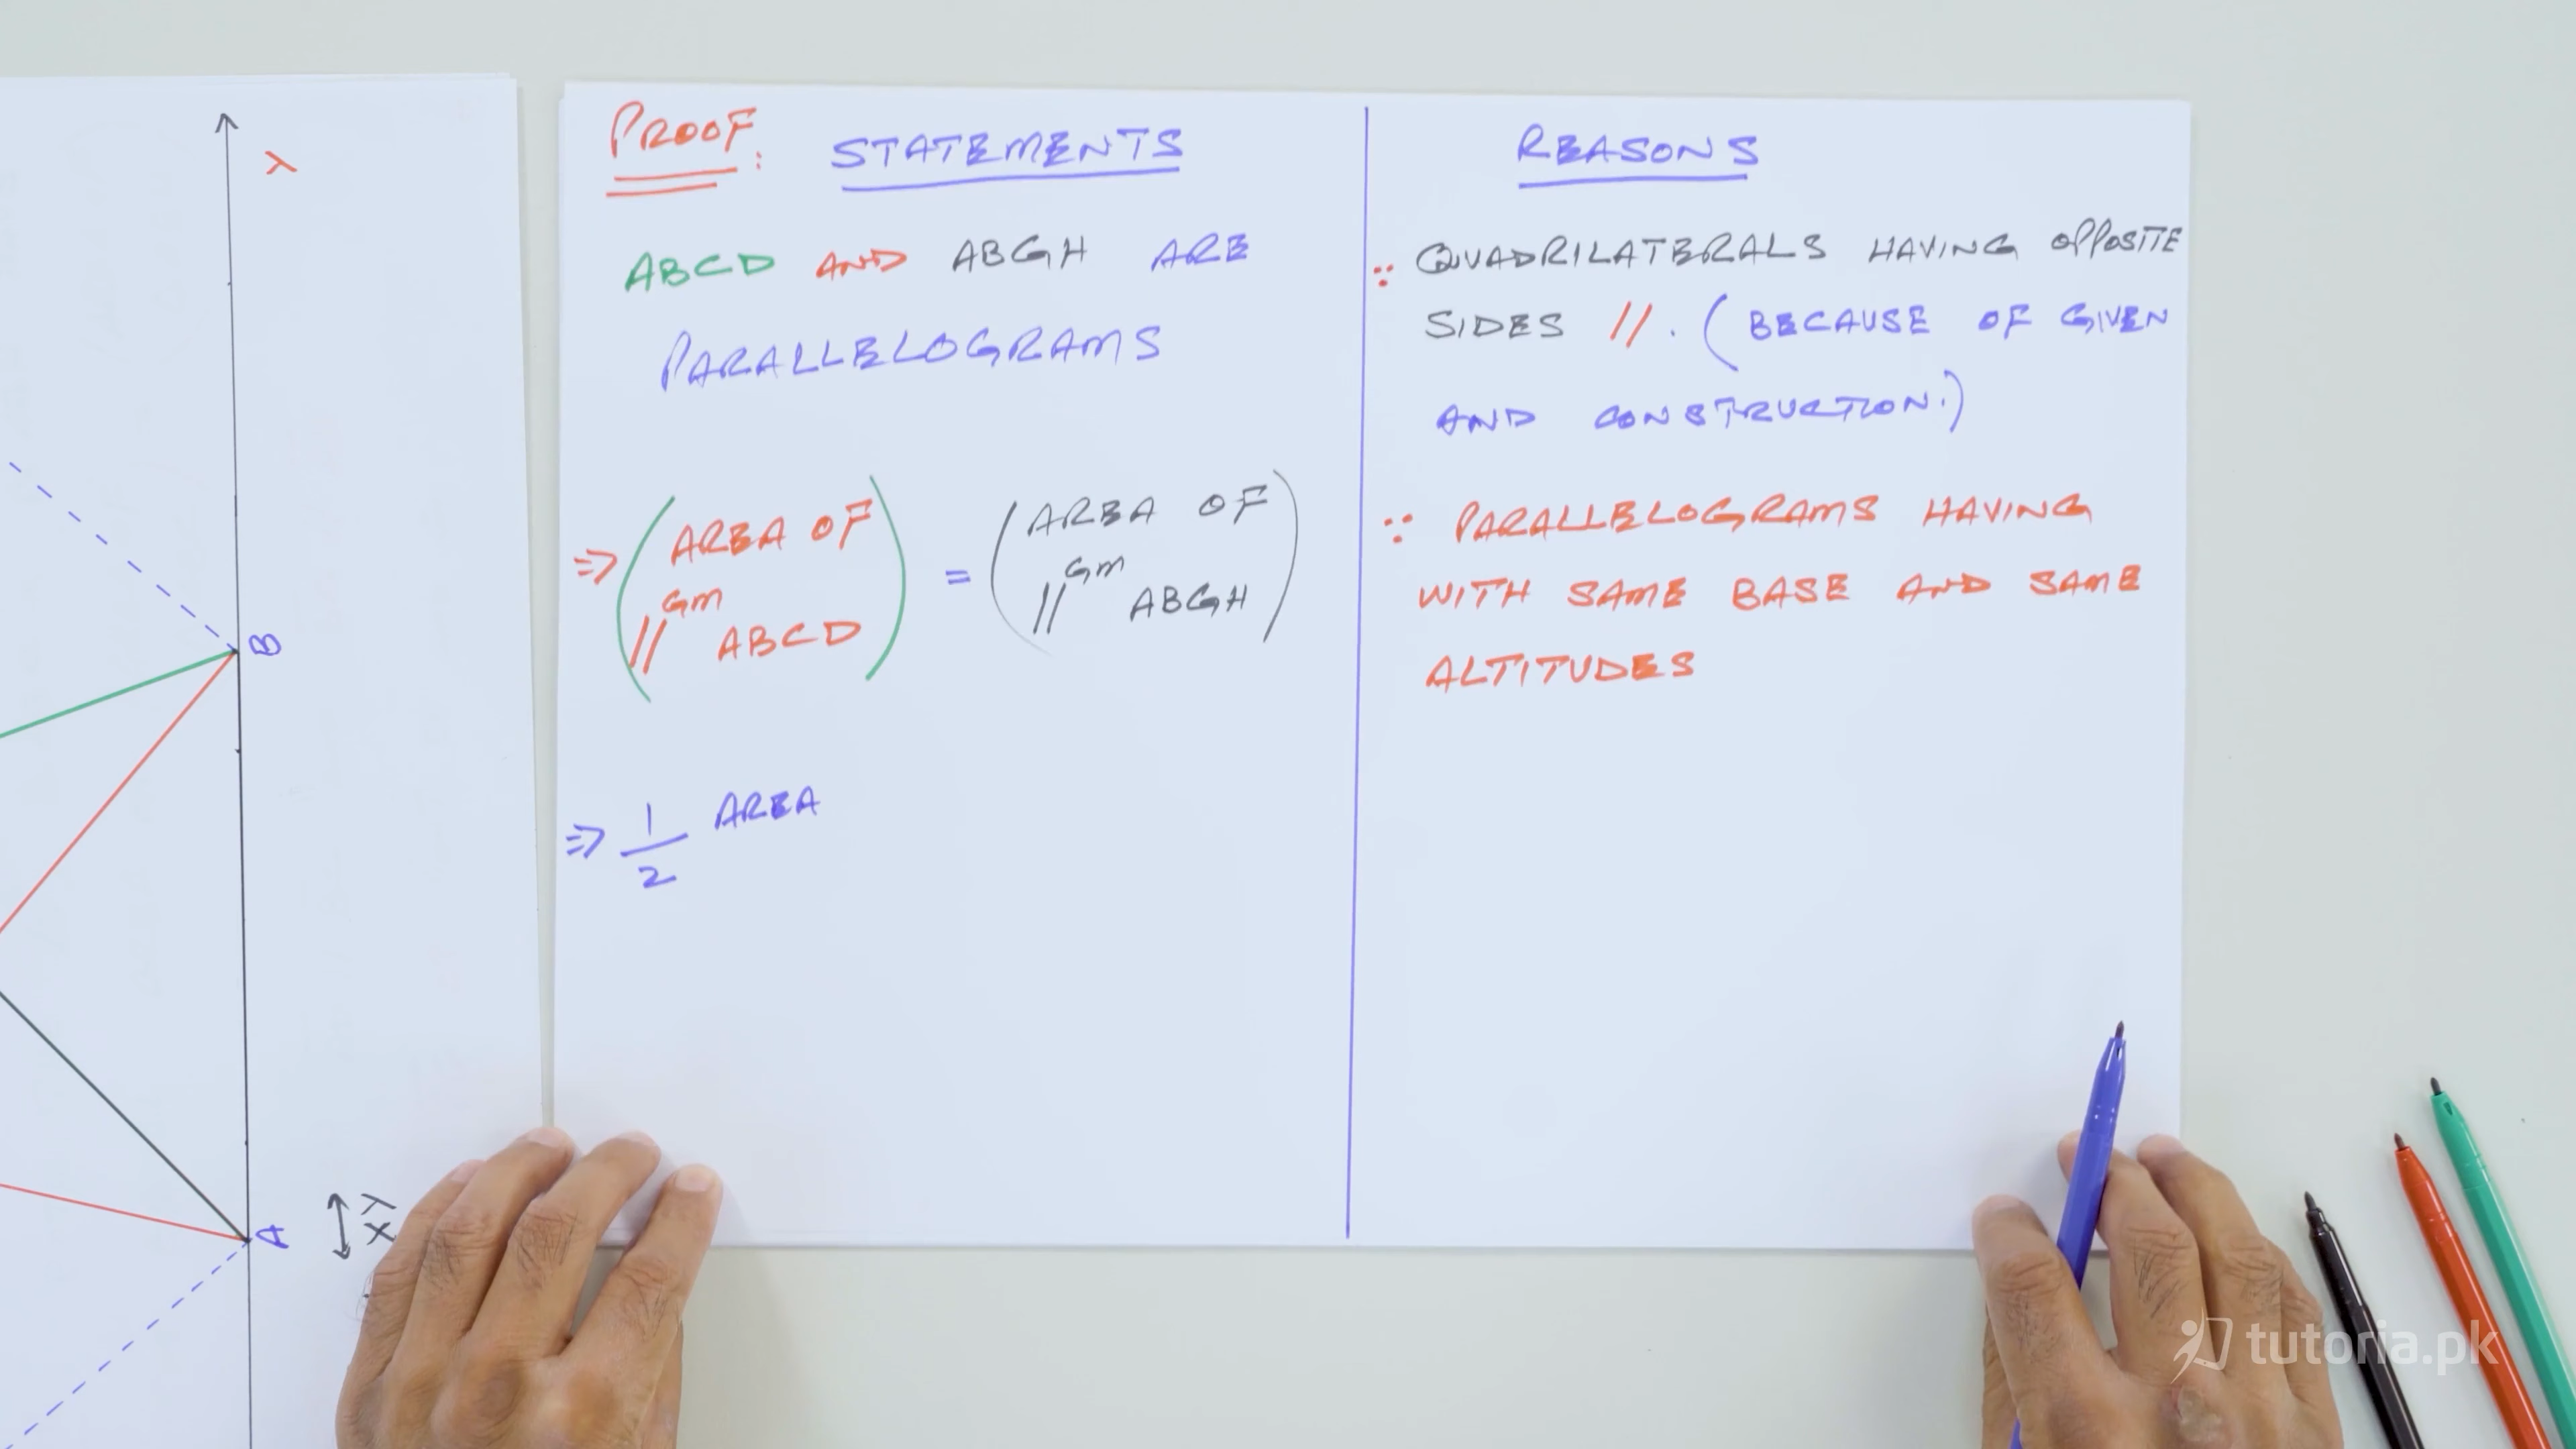 PROOF: STATEMENTS
ABCD AND ABGH ARE
PARALLELOGRAMS
⇒ (AREA OF //GM ABCD) = (AREA OF //GM ABGH)
⇒ 1/2 AREA
REASONS
∵ QUADRILATERALS HAVING OPPOSITE
SIDES //. (BECAUSE OF GIVEN
AND CONSTRUCTION.)
∵ PARALLELOGRAMS HAVING
WITH SAME BASE AND SAME
ALTITUDES
B
A
tutoria.pk